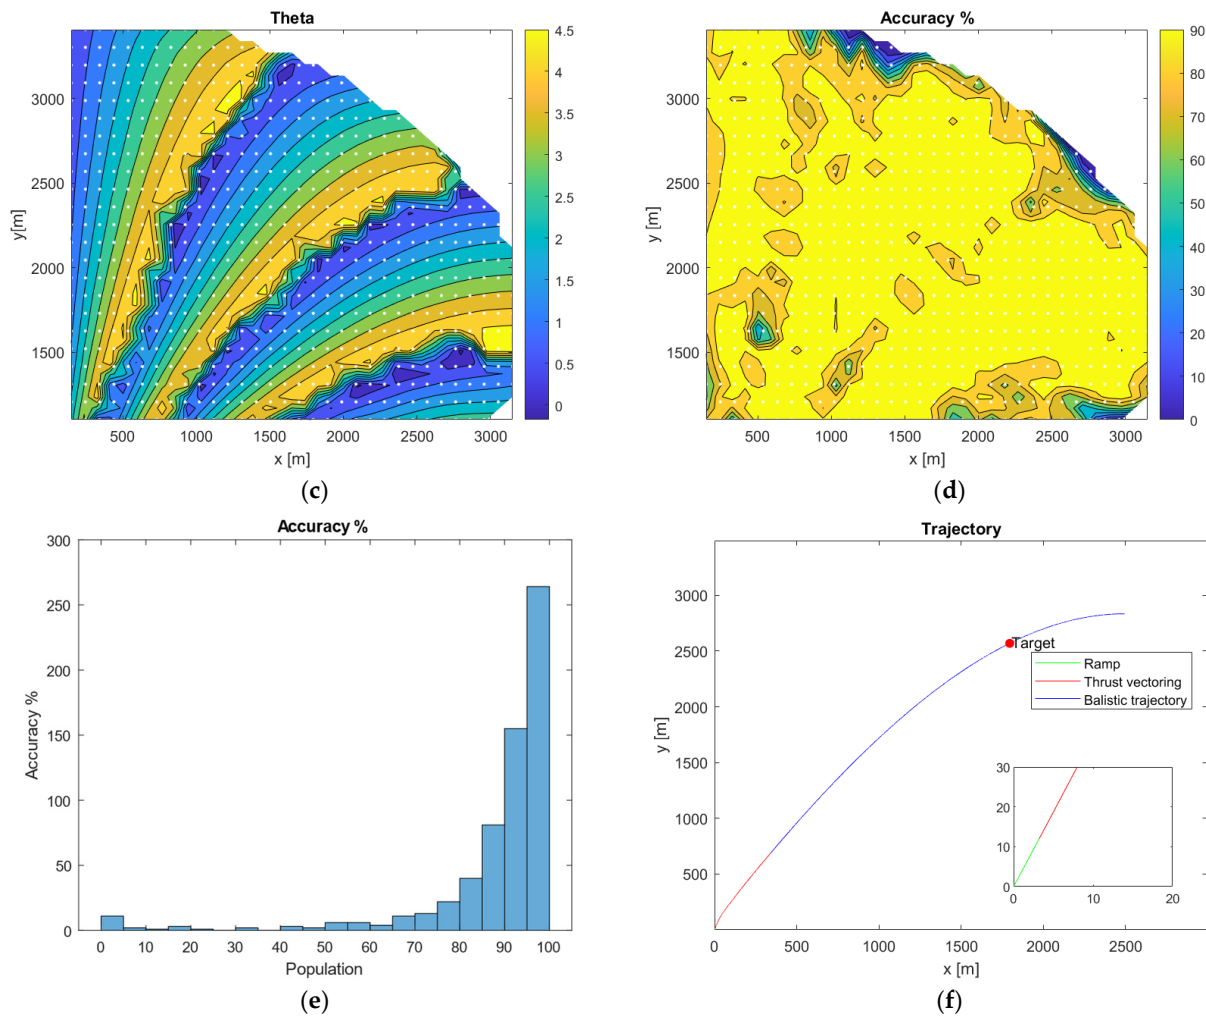 Theta
3000
2500
2000
1500
y[m]
500 1000 1500 2000 2500 3000
x [m]
4.5
4
3.5
3
2.5
2
1.5
1
0.5
0
(c)
Accuracy %
3000
2500
2000
1500
y [m]
500 1000 1500 2000 2500 3000
x [m]
90
80
70
60
50
40
30
20
10
0
(d)
Accuracy %
300
250
200
150
100
50
0
Accuracy %
0 10 20 30 40 50 60 70 80 90 100
Population
(e)
Trajectory
3000
2500
2000
1500
1000
500
y [m]
Target
Ramp
Thrust vectoring
Balistic trajectory
30
20
10
0
0 10 20
0 500 1000 1500 2000 2500
x [m]
(f)